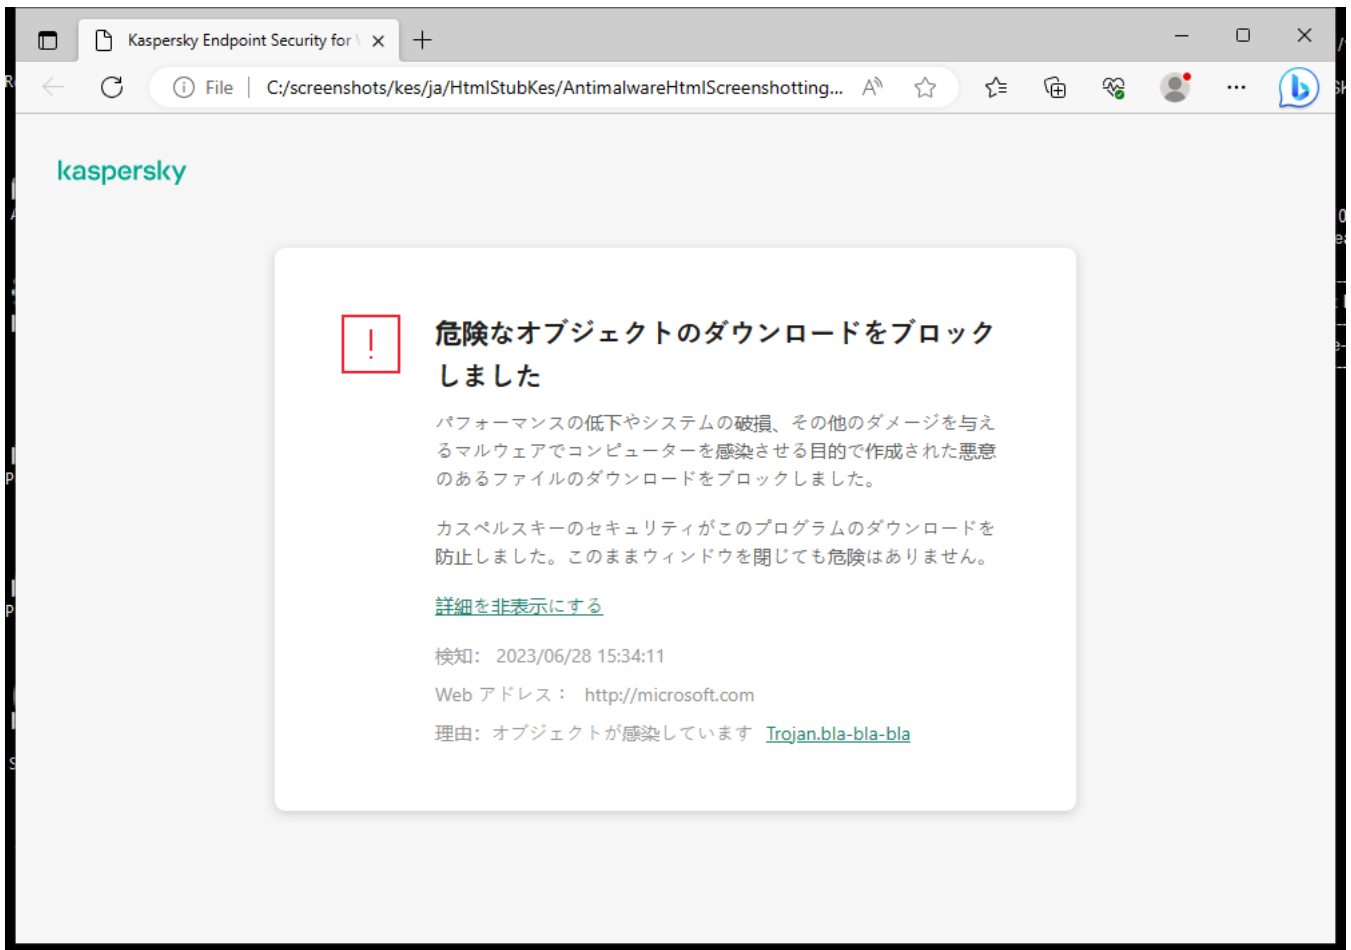 Kaspersky Endpoint Security for
File
C:/screenshots/kes/ja/HtmlStubKes/AntimalwareHtmlScreenshotting...
kaspersky
危険なオブジェクトのダウンロードをブロック
しました
パフォーマンスの低下やシステムの破損、その他のダメージを与え
るマルウェアでコンピューターを感染させる目的で作成された悪意
のあるファイルのダウンロードをブロックしました。
カスペルスキーのセキュリティがこのプログラムのダウンロードを
防止しました。このままウィンドウを閉じても危険はありません。
詳細を非表示にする
検知： 2023/06/28 15:34:11
Web アドレス： http://microsoft.com
理由：オブジェクトが感染しています Trojan.bla-bla-bla